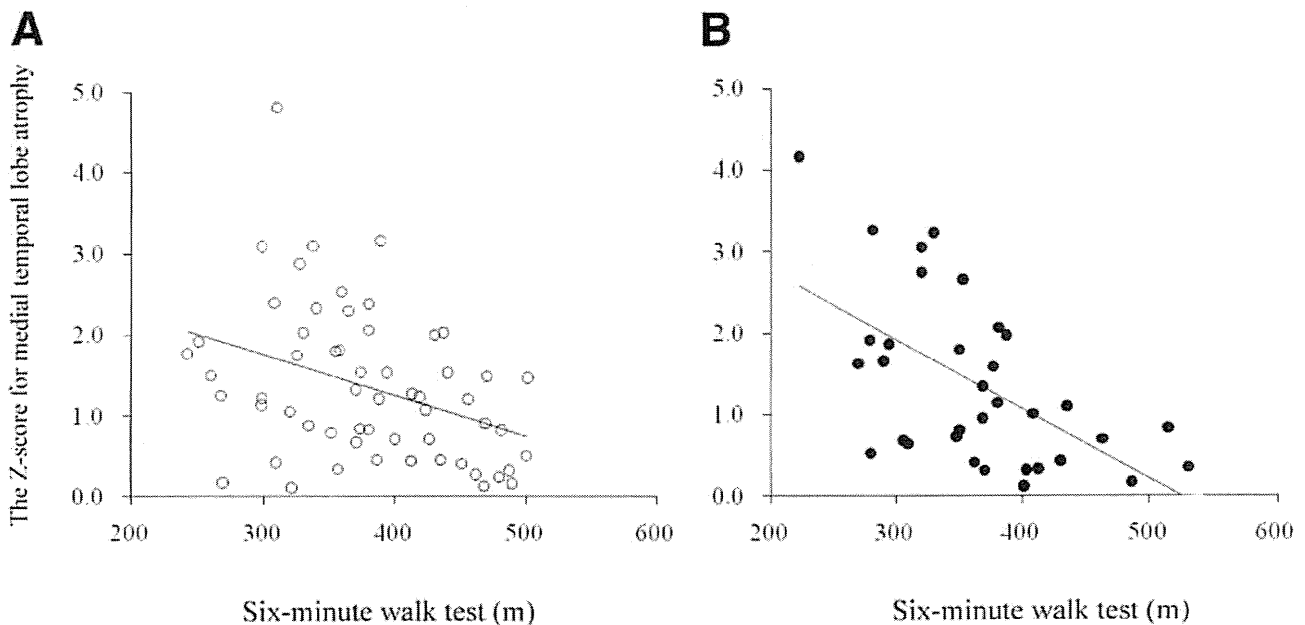 A
B
The Z-score for medial temporal lobe atrophy
5.0
4.0
3.0
2.0
1.0
0.0
200 300 400 500 600
Six-minute walk test (m)
5.0
4.0
3.0
2.0
1.0
0.0
200 300 400 500 600
Six-minute walk test (m)